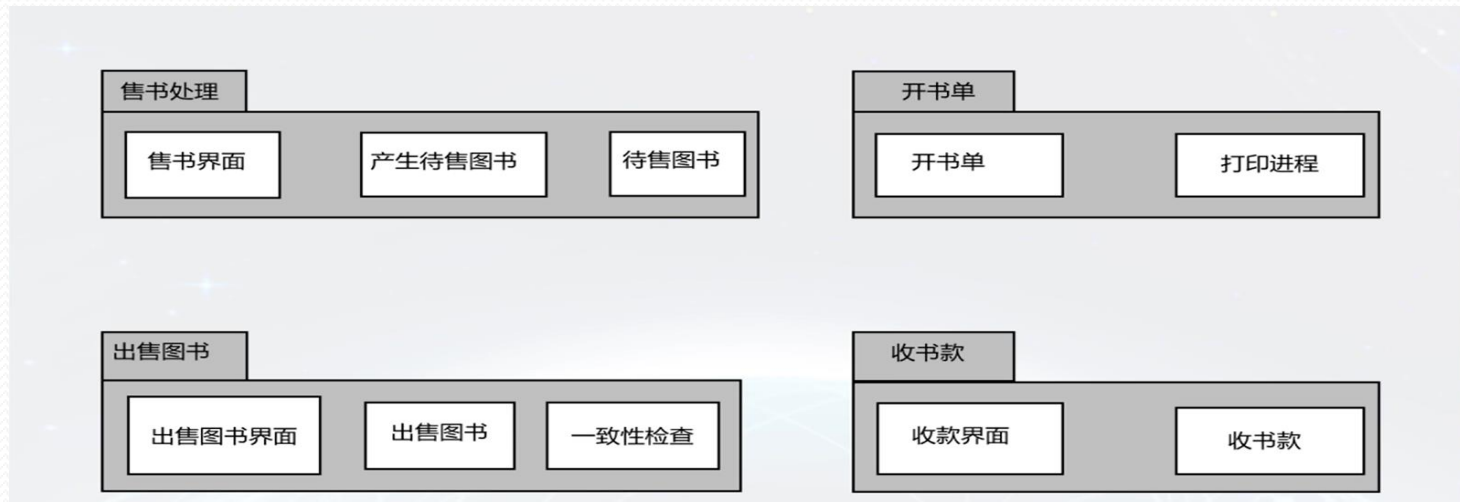 售书处理
售书界面
产生待售图书
待售图书
开书单
开书单
打印进程
出售图书
出售图书界面
出售图书
一致性检查
收书款
收款界面
收书款